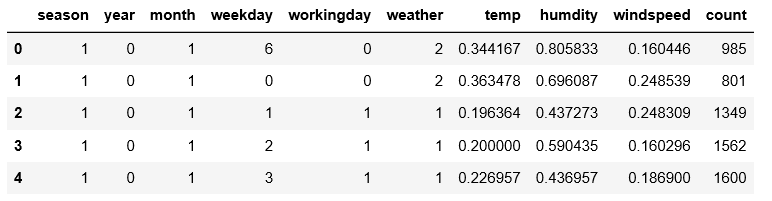 season year month weekday workingday weather temp humdity windspeed count
0 1 0 1 6 0 2 0.344167 0.805833 0.160446 985
1 1 0 1 0 0 2 0.363478 0.696087 0.248539 801
2 1 0 1 1 1 1 0.196364 0.437273 0.248309 1349
3 1 0 1 2 1 1 0.200000 0.590435 0.160296 1562
4 1 0 1 3 1 1 0.226957 0.436957 0.186900 1600